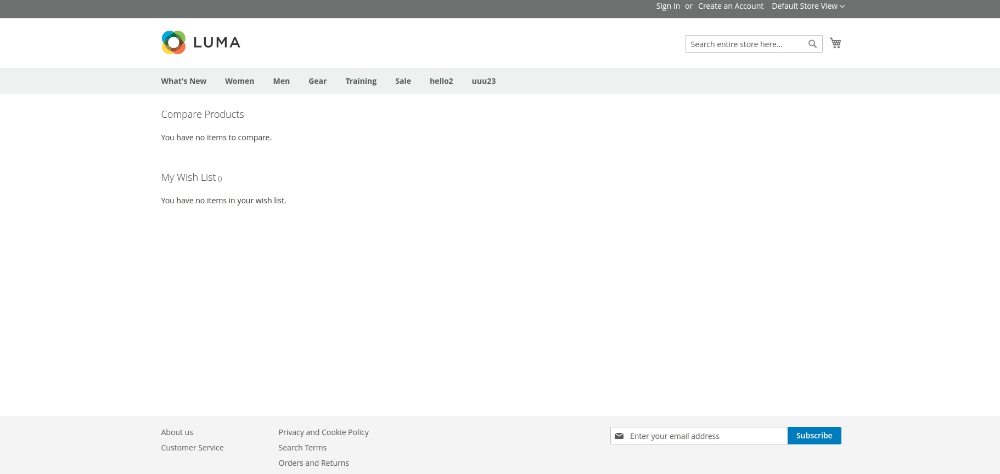 Sign In or Create an Account Default Store View
LUMA
Search entire store here...
What's New Women Men Gear Training Sale hello2 uuu23
Compare Products
You have no items to compare.
My Wish List ()
You have no items in your wish list.
About us Privacy and Cookie Policy Enter your email address Subscribe
Customer Service Search Terms
Orders and Returns